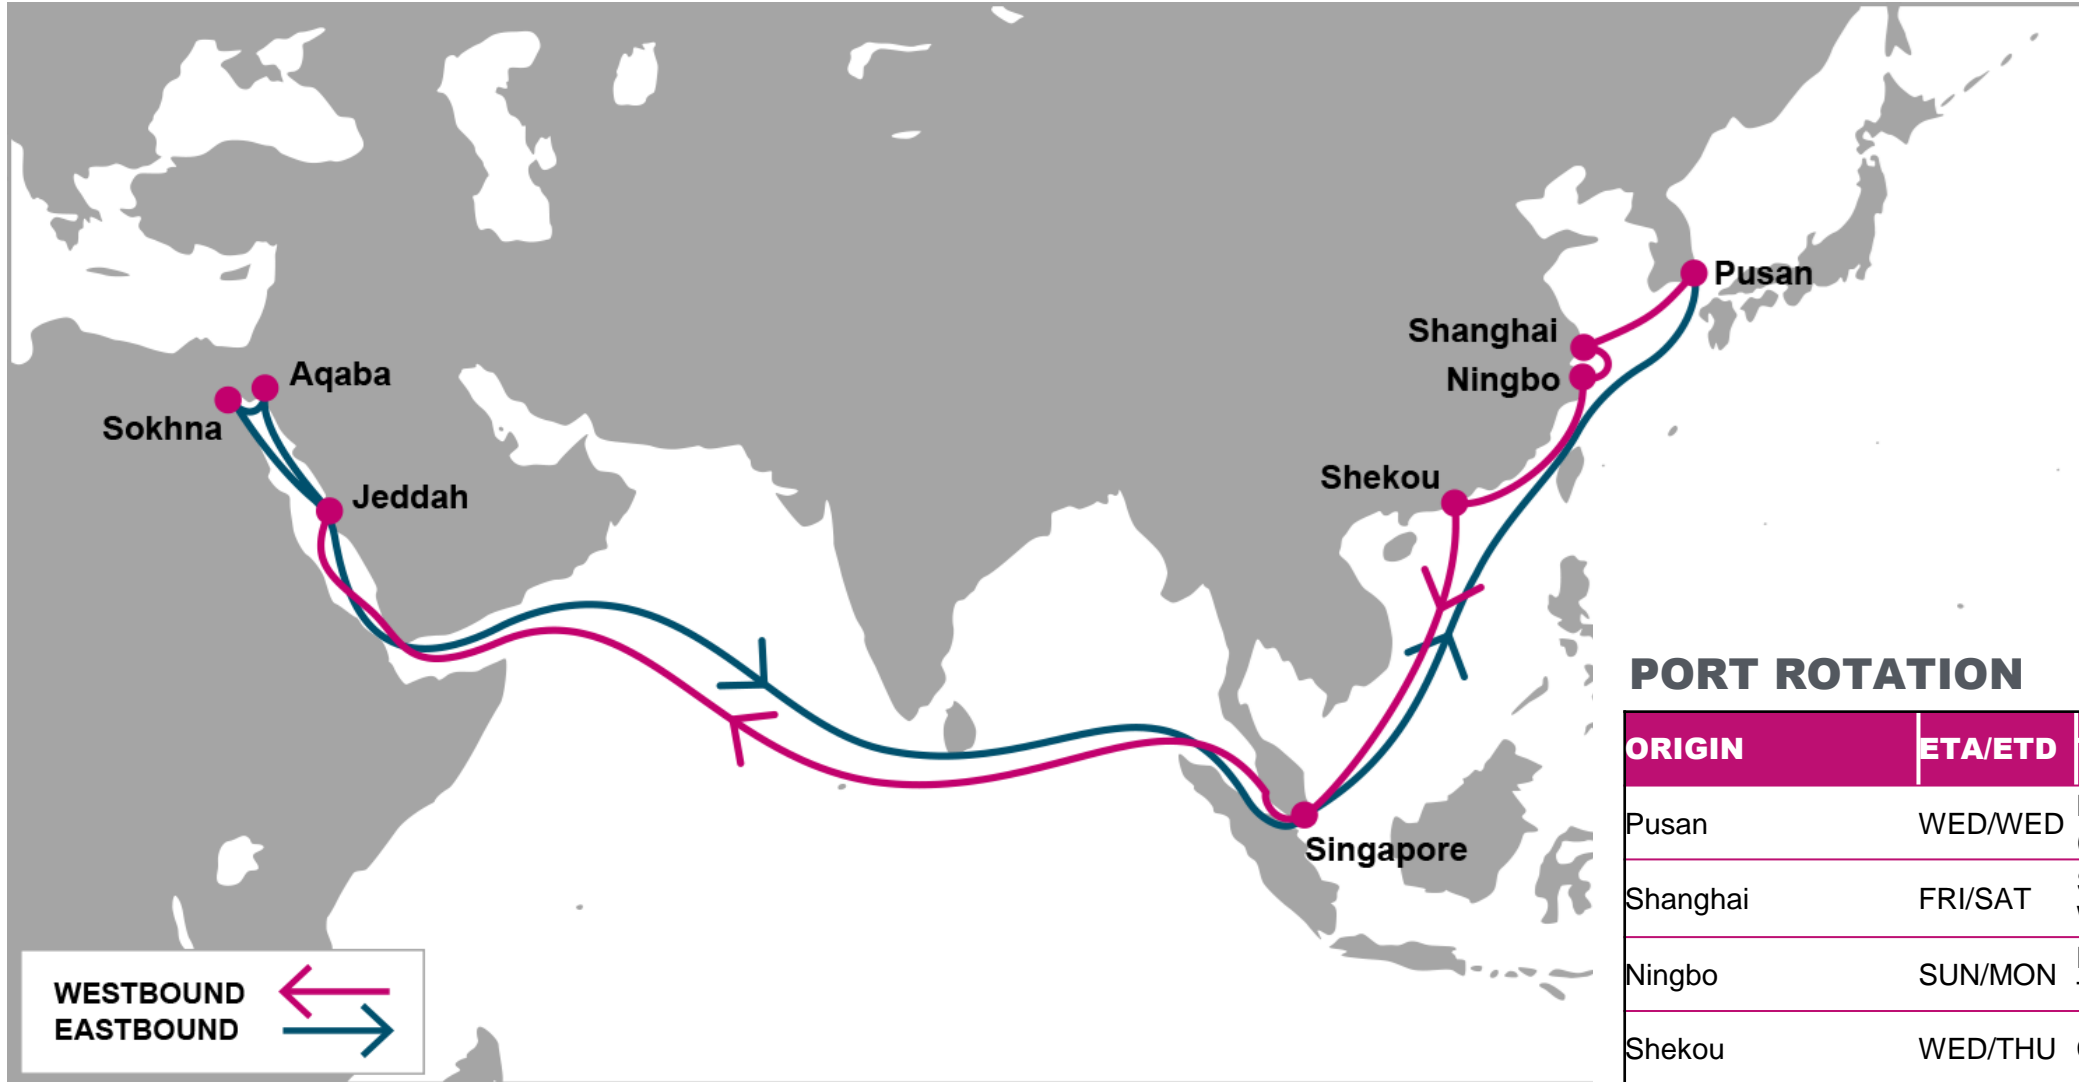 Pusan
Shanghai
Ningbo
Aqaba
Sokhna
Shekou
Jeddah
Singapore
WESTBOUND
EASTBOUND
PORT ROTATION
ORIGIN ETA/ETD
Pusan WED/WED
Shanghai FRI/SAT
Ningbo SUN/MON
Shekou WED/THU